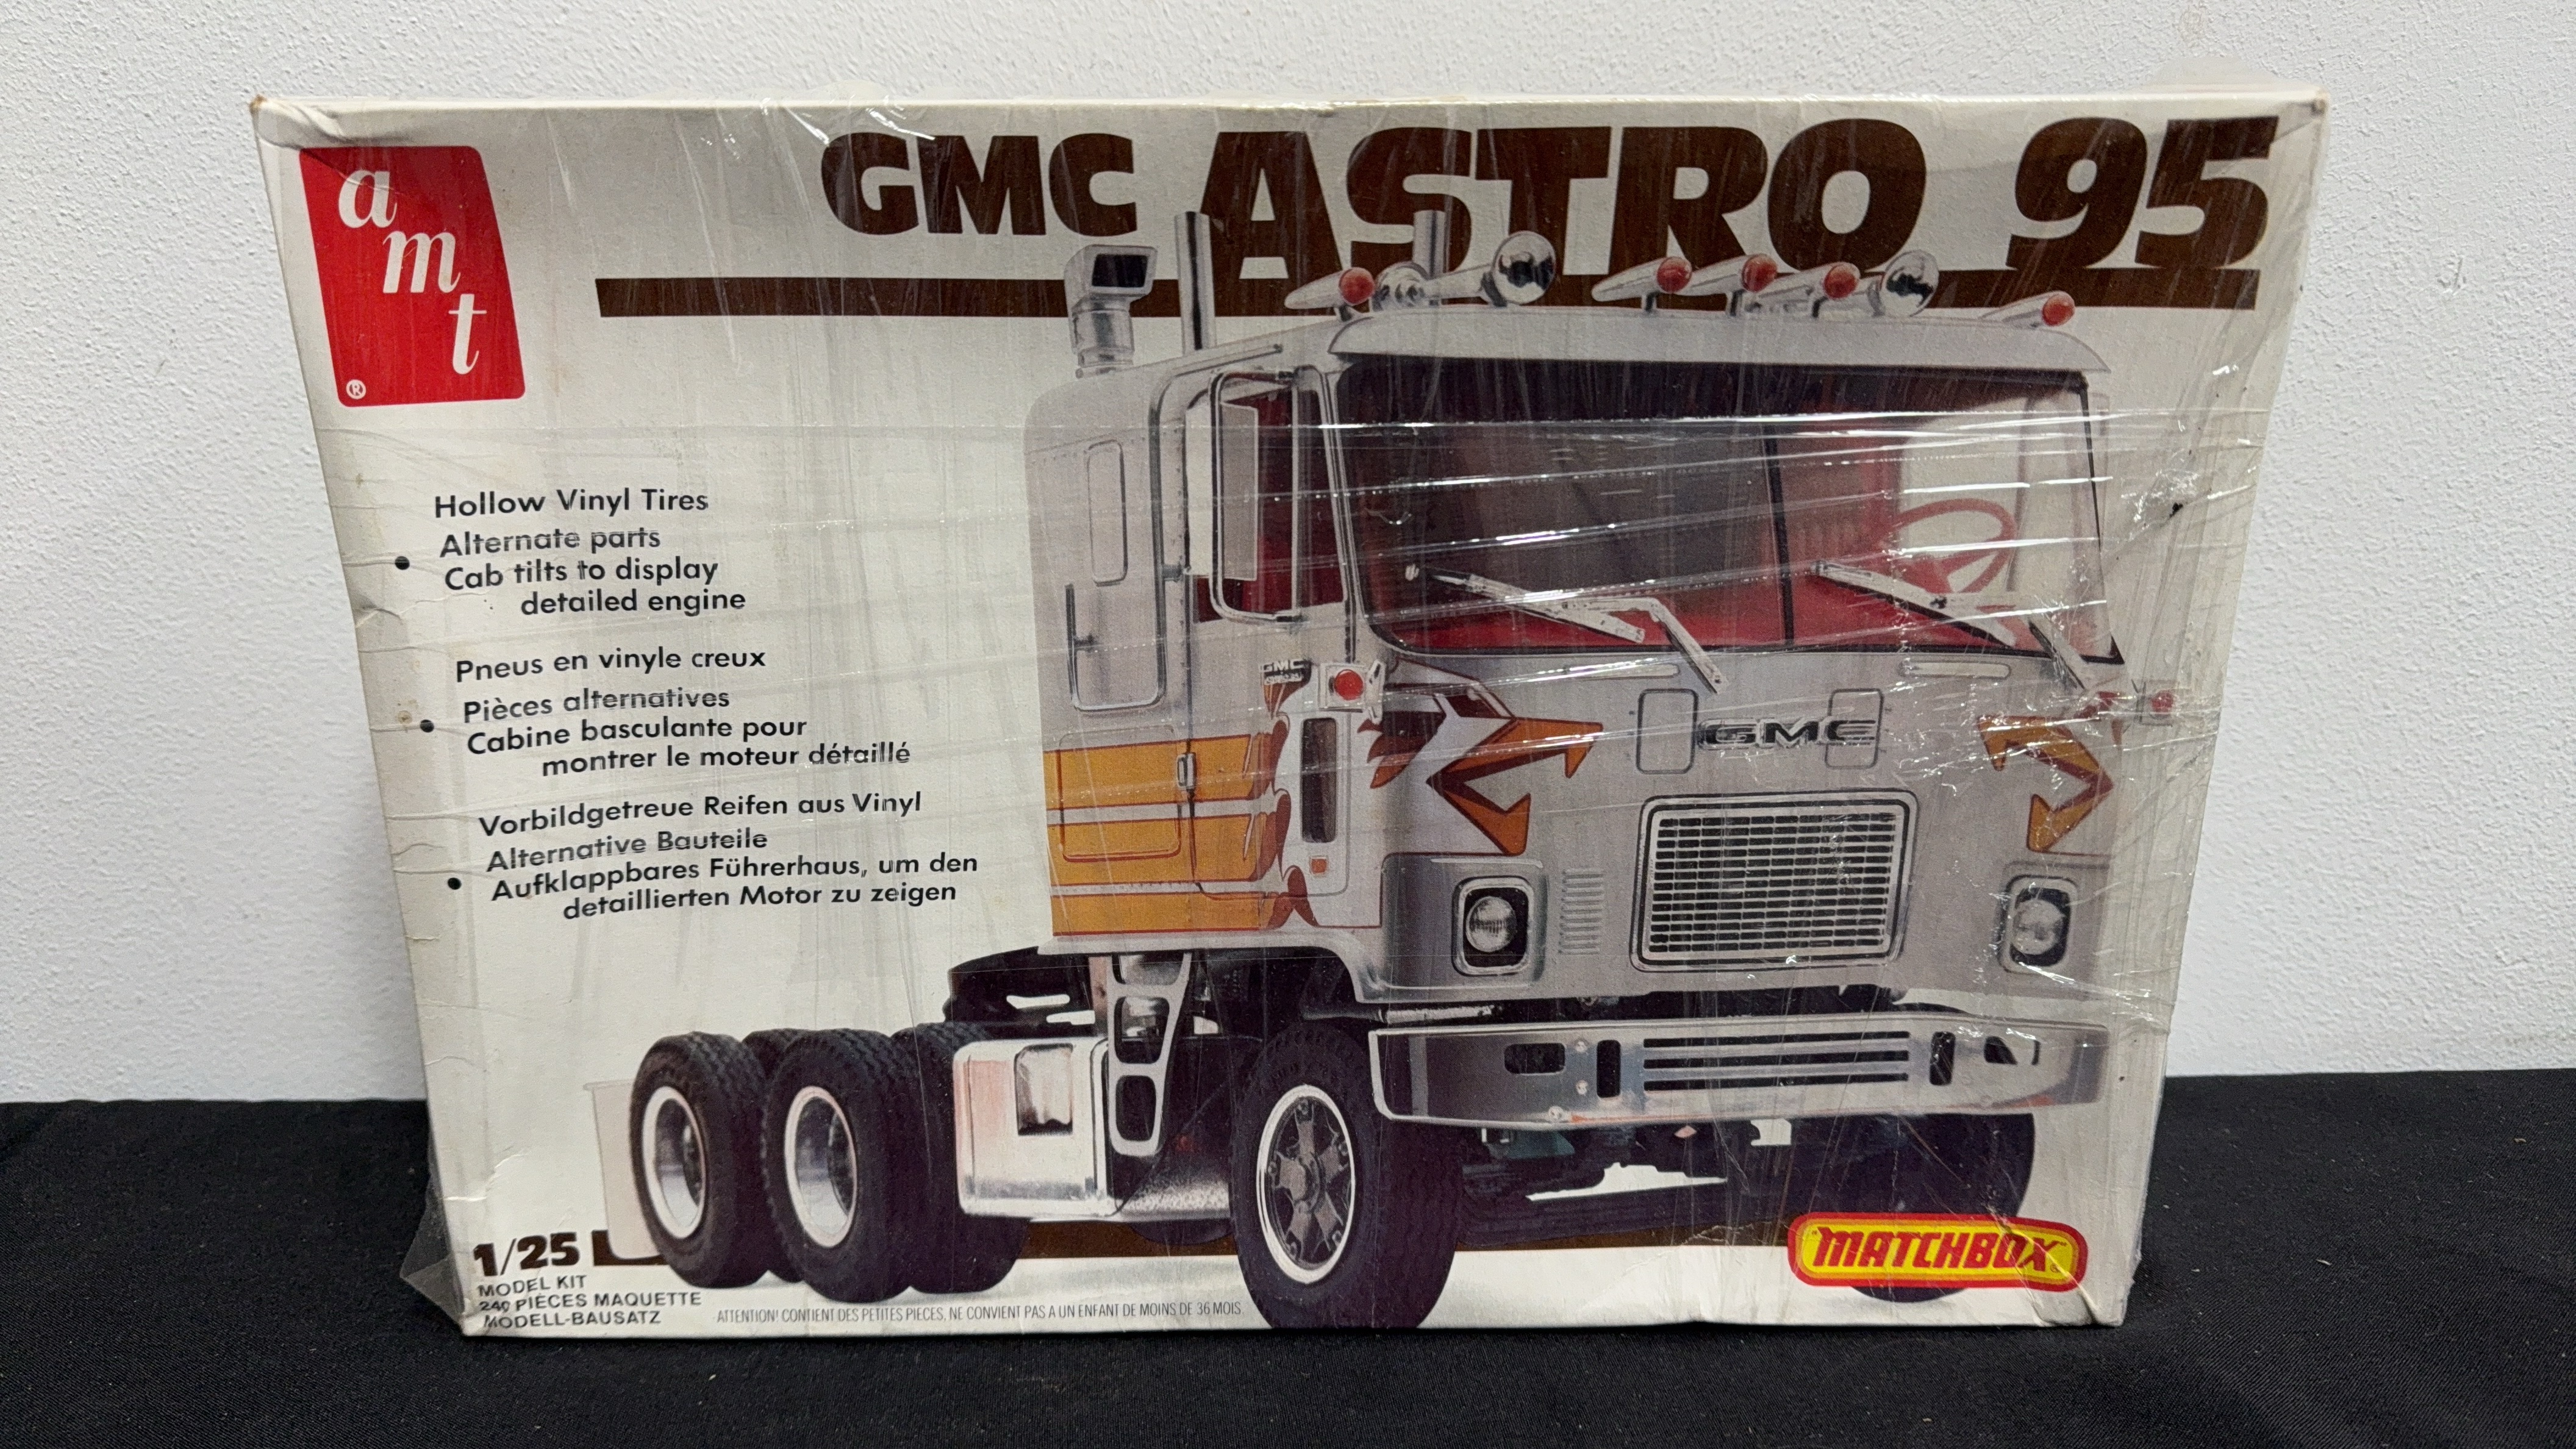 a
m
t
®
GMC ASTRO 95
Hollow Vinyl Tires
Alternate parts
• Cab tilts to display
detailed engine
Pneus en vinyle creux
Pièces alternatives
• Cabine basculante pour
montrer le moteur détaillé
Vorbildgetreue Reifen aus Vinyl
Alternative Bauteile
• Aufklappbares Führerhaus, um den
detaillierten Motor zu zeigen
GMC
GMC
1/25
MODEL KIT
240 PIÈCES MAQUETTE
MODELL-BAUSATZ
ATTENTION! CONTIENT DES PETITES PIECES, NE CONVIENT PAS A UN ENFANT DE MOINS DE 36 MOIS.
"MATCHBOX"®